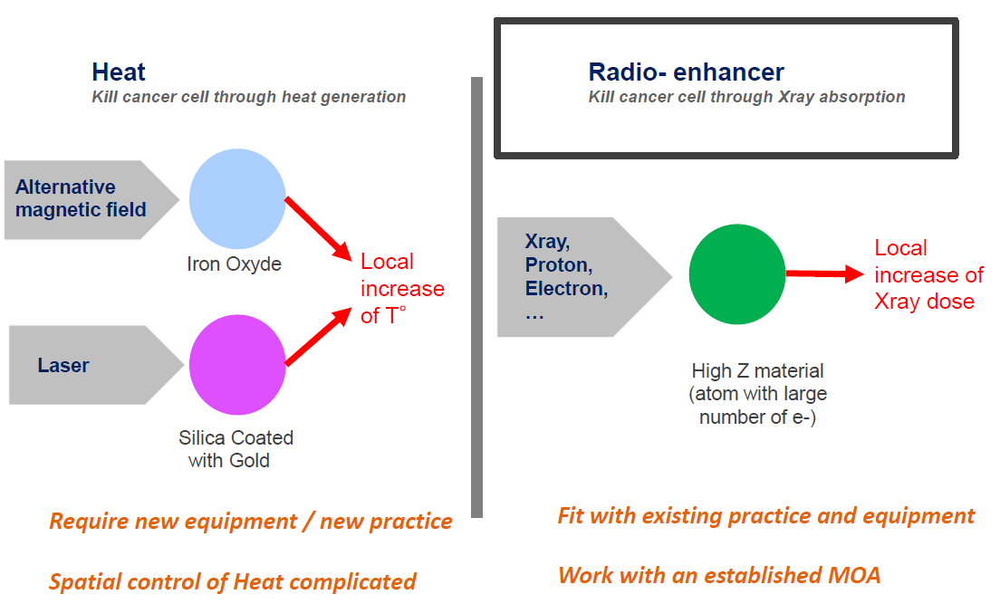 Heat
Kill cancer cell through heat generation
Alternative
magnetic field
Iron Oxyde
Local
increase
of T°
Laser
Silica Coated
with Gold
Require new equipment / new practice
Spatial control of Heat complicated
Radio- enhancer
Kill cancer cell through Xray absorption
Xray,
Proton,
Electron,
…
Local
increase of
Xray dose
High Z material
(atom with large
number of e-)
Fit with existing practice and equipment
Work with an established MOA